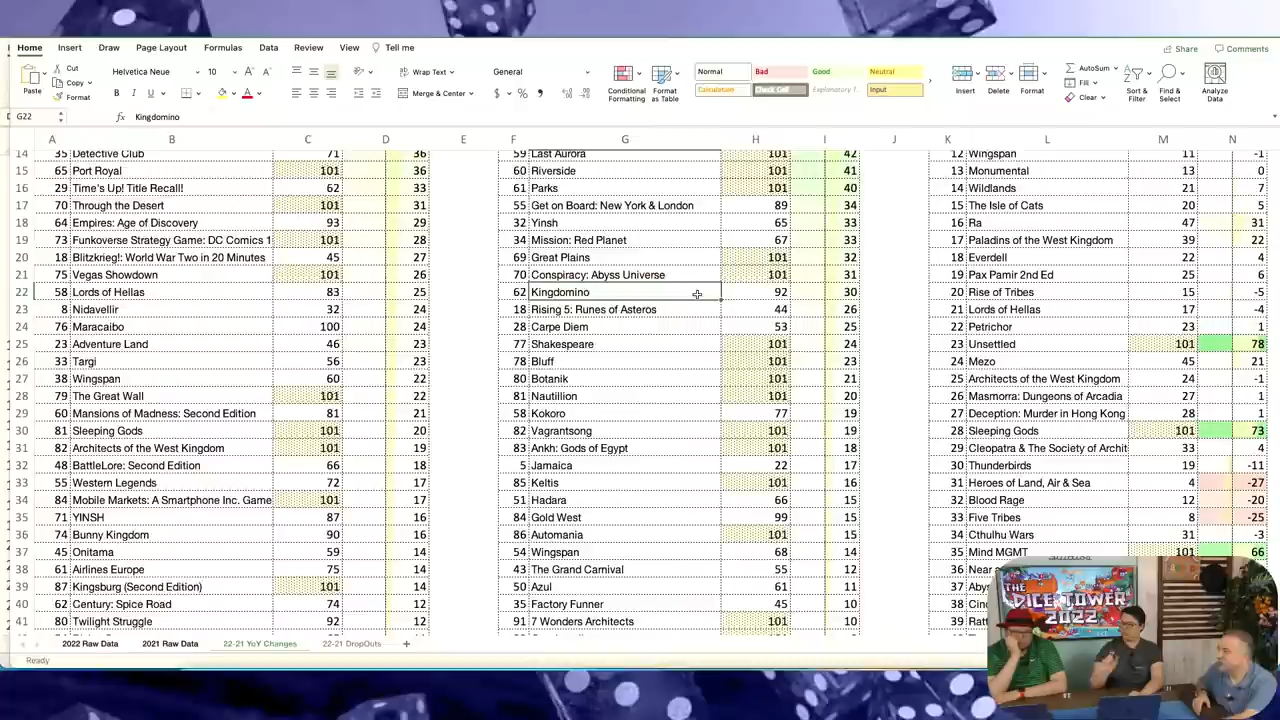 Home Insert Draw Page Layout Formulas Data Review View Tell me Share Comments
Paste Cut Copy Format Helvetica Neue 10 Wrap Text General Normal Bad Good Neutral AutoSum
B I U Merge & Center $ % Conditional Formatting Format as Table Calculation Check Cell Explanatory T... Input Insert Delete Format Fill Clear Sort & Filter Find & Select Analyze Data
G22 fx Kingdomino
A B C D E F G H I J K L M N
14 35 Detective Club 71 36 59 Last Aurora 101 42 12 Wingspan 11 -1
15 65 Port Royal 101 36 60 Riverside 101 41 13 Monumental 13 0
16 29 Time's Up! Title Recall! 62 33 61 Parks 101 40 14 Wildlands 21 7
17 70 Through the Desert 101 31 55 Get on Board: New York & London 89 34 15 The Isle of Cats 20 5
18 64 Empires: Age of Discovery 93 29 32 Yinsh 65 33 16 Ra 47 31
19 73 Funkoverse Strategy Game: DC Comics 1 101 28 34 Mission: Red Planet 67 33 17 Paladins of the West Kingdom 39 22
20 18 Blitzkrieg!: World War Two in 20 Minutes 45 27 69 Great Plains 101 32 18 Everdell 22 4
21 75 Vegas Showdown 101 26 70 Conspiracy: Abyss Universe 101 31 19 Pax Pamir 2nd Ed 25 6
22 58 Lords of Hellas 83 25 62 Kingdomino 92 30 20 Rise of Tribes 15 -5
23 8 Nidavellir 32 24 18 Rising 5: Runes of Asteros 44 26 21 Lords of Hellas 17 -4
24 76 Maracaibo 100 24 28 Carpe Diem 53 25 22 Petrichor 23 1
25 23 Adventure Land 46 23 77 Shakespeare 101 24 23 Unsettled 101 78
26 33 Targi 56 23 78 Bluff 101 23 24 Mezo 45 21
27 38 Wingspan 60 22 80 Botanik 101 21 25 Architects of the West Kingdom 24 -1
28 79 The Great Wall 101 22 81 Nautillion 101 20 26 Masmorra: Dungeons of Arcadia 27 1
29 60 Mansions of Madness: Second Edition 81 21 58 Kokoro 77 19 27 Deception: Murder in Hong Kong 28 1
30 81 Sleeping Gods 101 20 82 Vagrantsong 101 19 28 Sleeping Gods 101 73
31 82 Architects of the West Kingdom 101 19 83 Ankh: Gods of Egypt 101 18 29 Cleopatra & The Society of Archit 33 4
32 48 BattleLore: Second Edition 66 18 5 Jamaica 22 17 30 Thunderbirds 19 -11
33 55 Western Legends 72 17 85 Keltis 101 16 31 Heroes of Land, Air & Sea 4 -27
34 84 Mobile Markets: A Smartphone Inc. Game 101 17 51 Hadara 66 15 32 Blood Rage 12 -20
35 71 YINSH 87 16 84 Gold West 99 15 33 Five Tribes 8 -25
36 74 Bunny Kingdom 90 16 86 Automania 101 15 34 Cthulhu Wars 31 -3
37 45 Onitama 59 14 54 Wingspan 68 14 35 Mind MGMT 101 66
38 61 Airlines Europe 75 14 43 The Grand Carnival 55 12 36 Near
39 87 Kingsburg (Second Edition) 101 14 50 Azul 61 11 37 Aby
40 62 Century: Spice Road 74 12 35 Factory Funner 45 10 38 Cinc
41 80 Twilight Struggle 92 12 91 7 Wonders Architects 101 10 39 Ratt
2022 Raw Data 2021 Raw Data 22-21 YoY Changes 22-21 DropOuts +
Ready
THE
DICE TOWER
2022